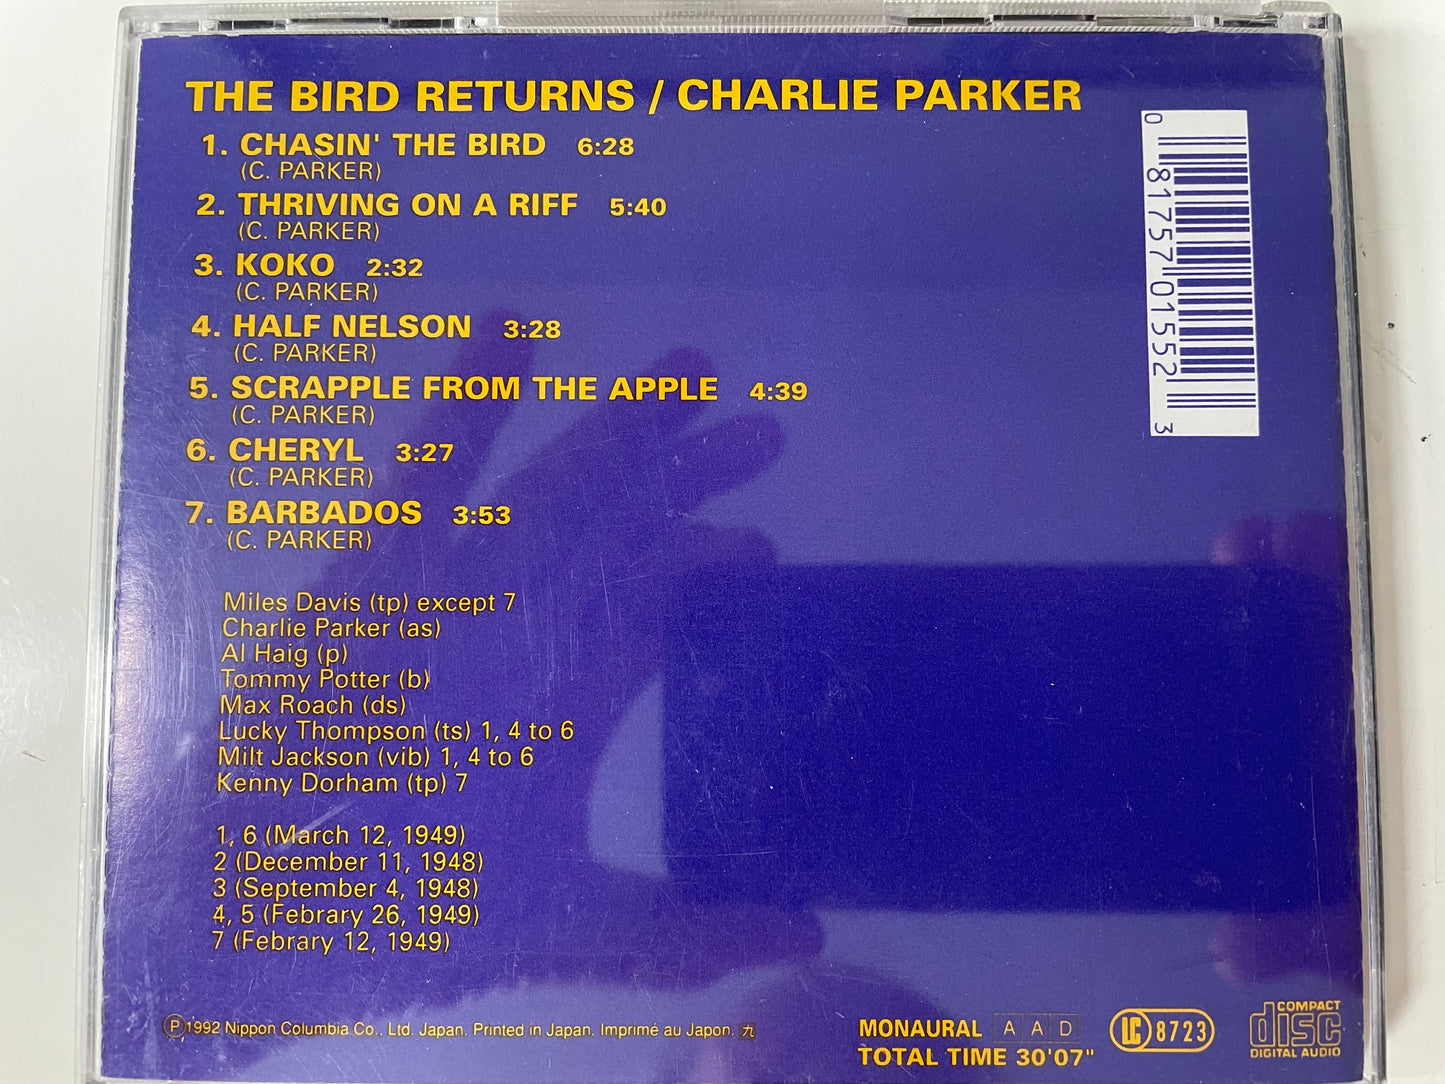 THE BIRD RETURNS / CHARLIE PARKER
1. CHASIN' THE BIRD 6:28
(C. PARKER)
2. THRIVING ON A RIFF 5:40
(C. PARKER)
3. KOKO 2:32
(C. PARKER)
4. HALF NELSON 3:28
(C. PARKER)
5. SCRAPPLE FROM THE APPLE 4:39
(C. PARKER)
6. CHERYL 3:27
(C. PARKER)
7. BARBADOS 3:53
(C. PARKER)
Miles Davis (tp) except 7
Charlie Parker (as)
Al Haig (p)
Tommy Potter (b)
Max Roach (ds)
Lucky Thompson (ts) 1, 4 to 6
Milt Jackson (vib) 1, 4 to 6
Kenny Dorham (tp) 7
1, 6 (March 12, 1949)
2 (December 11, 1948)
3 (September 4, 1948)
4, 5 (Febrary 26, 1949)
7 (Febrary 12, 1949)
0 81757 01552 3
Ⓟ1992 Nippon Columbia Co., Ltd. Japan. Printed in Japan. Imprimé au Japon. 九
MONAURAL A A D
TOTAL TIME 30'07"
LC 8723
COMPACT
disc
DIGITAL AUDIO